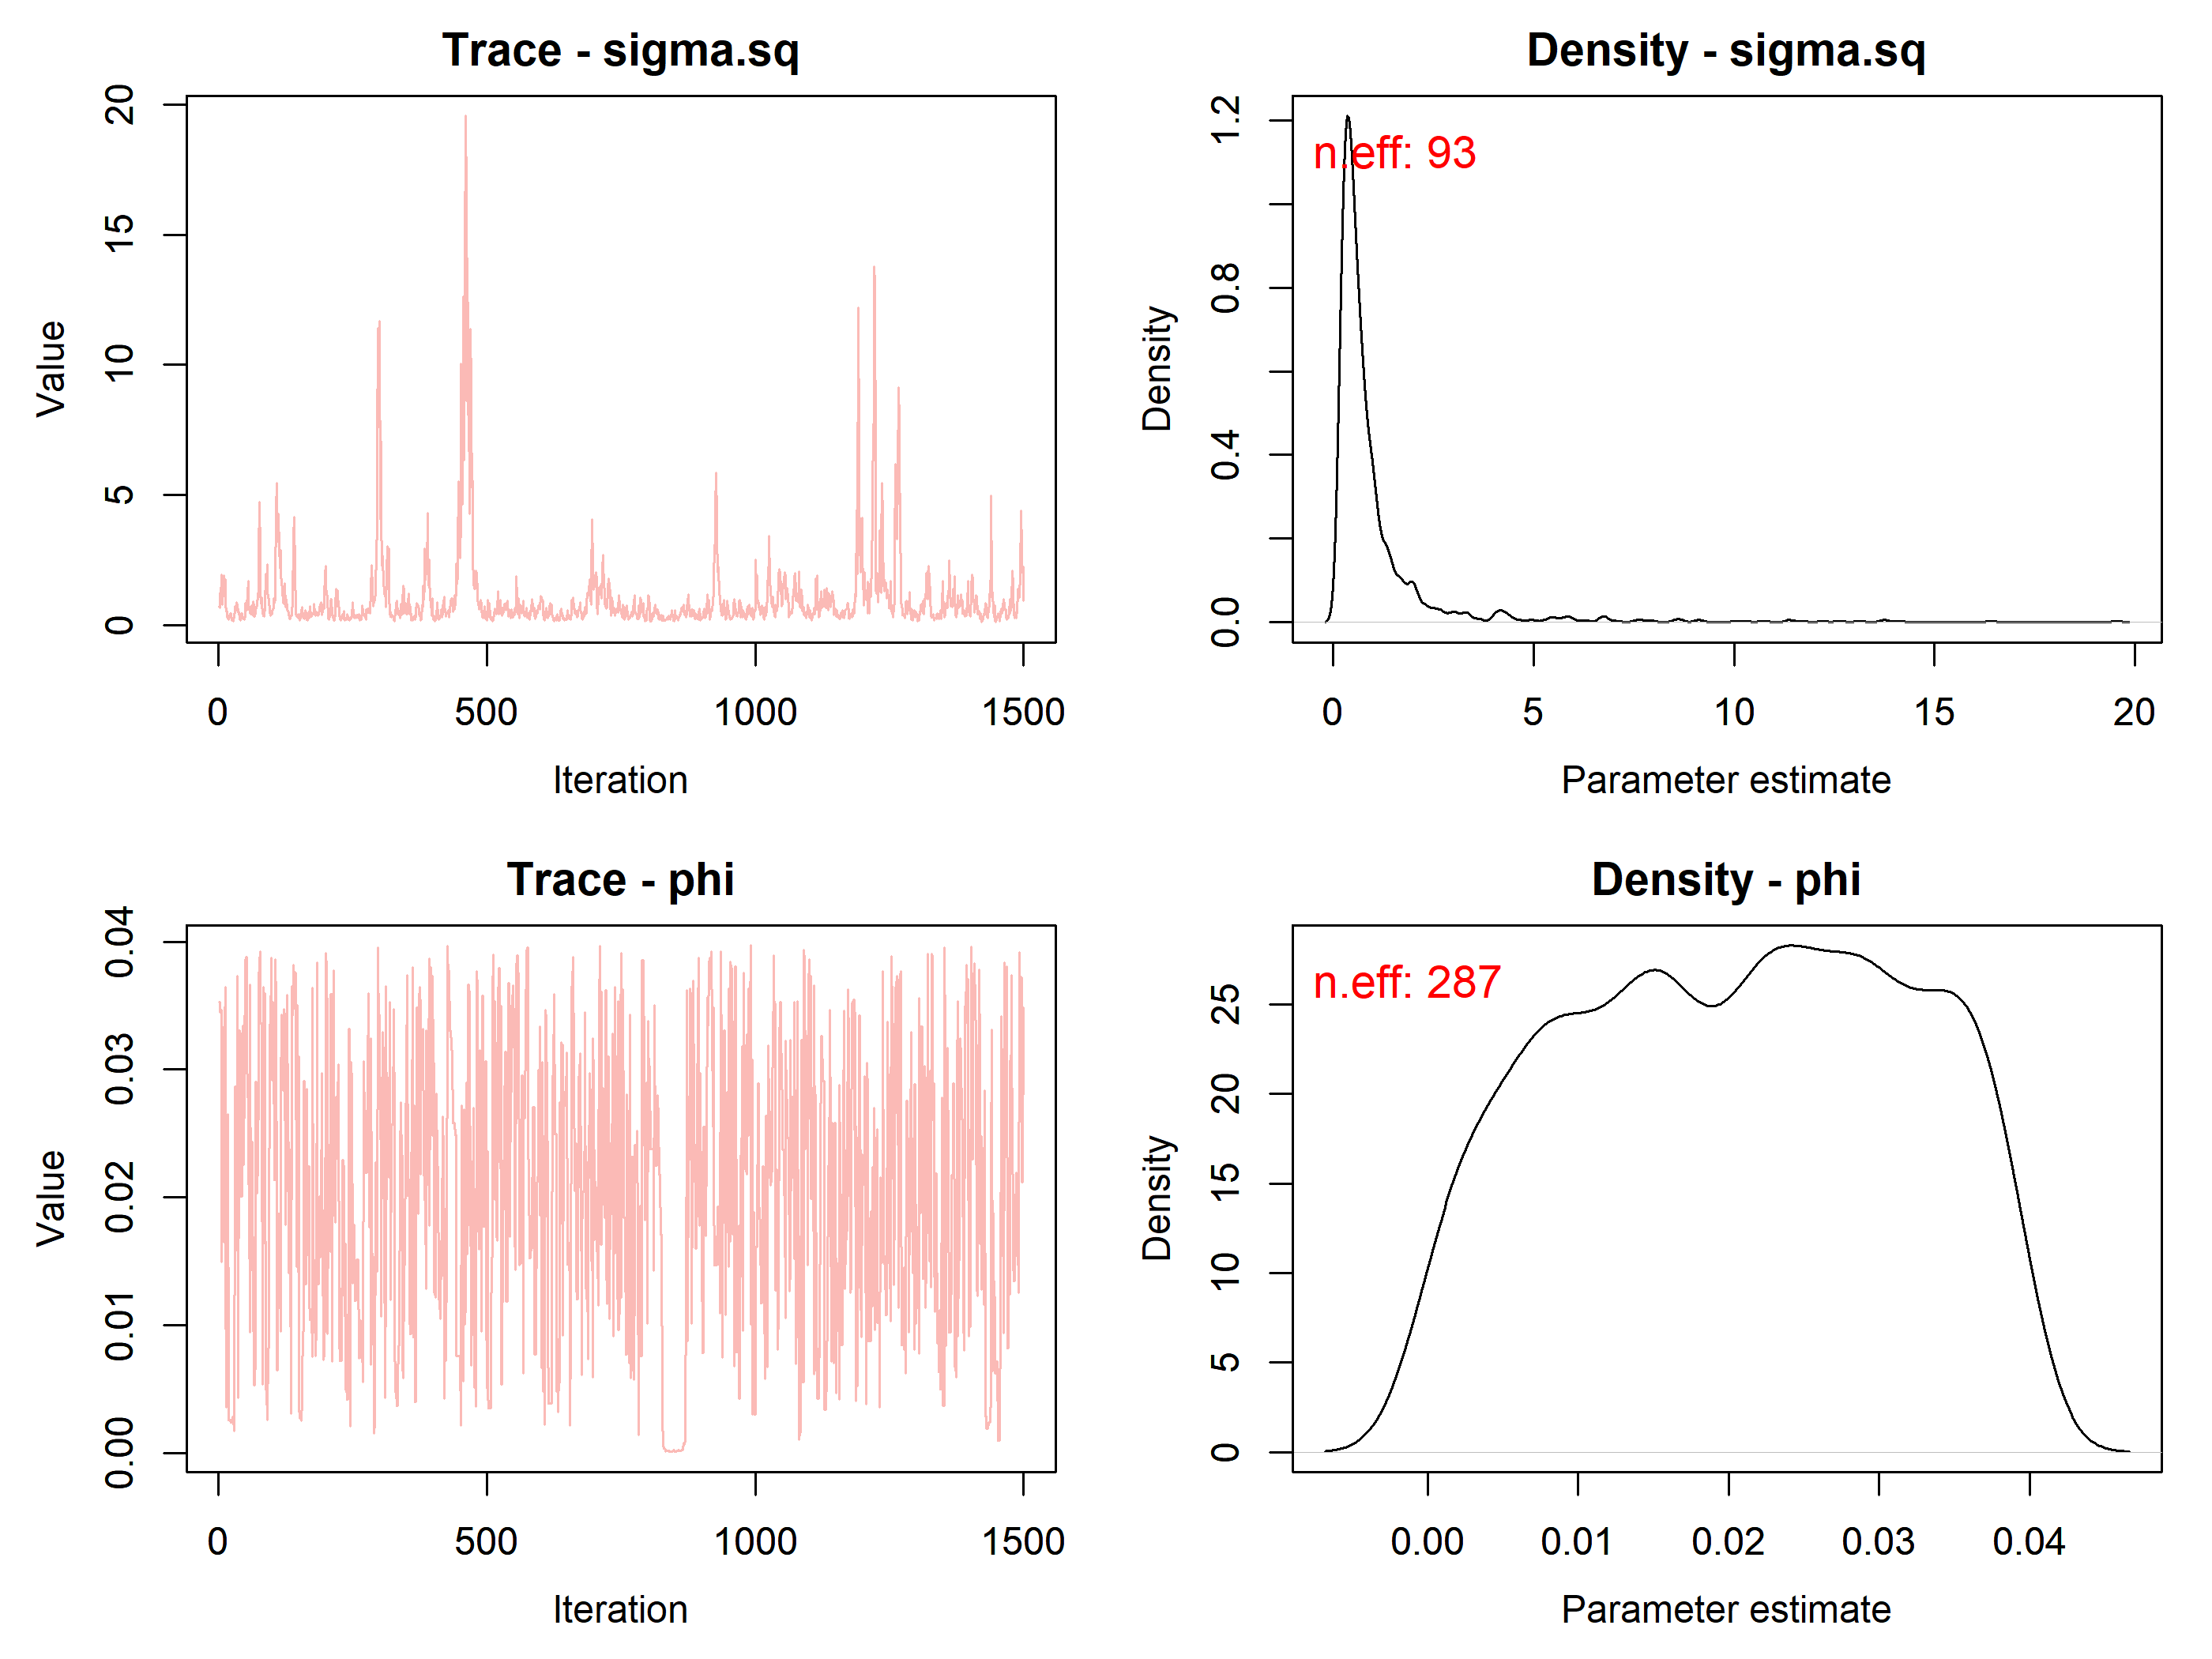 Trace - sigma.sq
Value
20
15
10
5
0
0 500 1000 1500
Iteration
Density - sigma.sq
n.eff: 93
Density
1.2
0.8
0.4
0.0
0 5 10 15 20
Parameter estimate
Trace - phi
Value
0.04
0.03
0.02
0.01
0.00
0 500 1000 1500
Iteration
Density - phi
n.eff: 287
Density
25
20
15
10
5
0
0.00 0.01 0.02 0.03 0.04
Parameter estimate